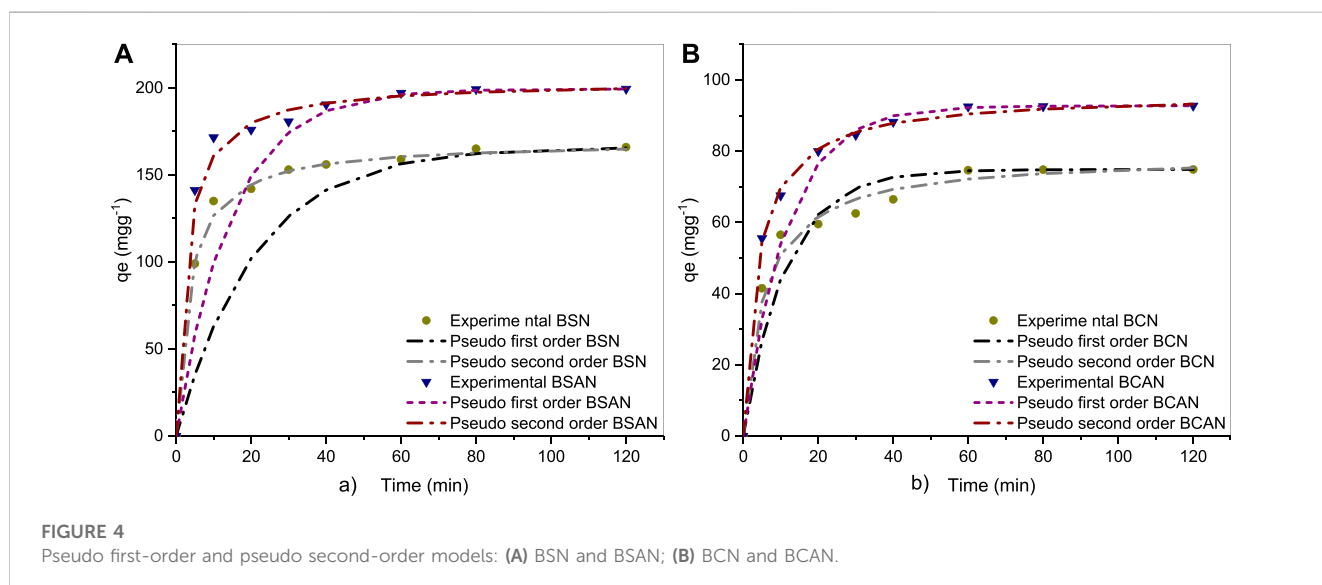 A
200
150
100
50
0
qe (mgg-1)
Experime ntal BSN
Pseudo first order BSN
Pseudo second order BSN
Experimental BSAN
Pseudo first order BSAN
Pseudo second order BSAN
0 20 40 60 80 100 120
a) Time (min)
B
100
80
60
40
20
0
qe (mgg-1)
Experime ntal BCN
Pseudo first order BCN
Pseudo second order BCN
Experimental BCAN
Pseudo first order BCAN
Pseudo second order BCAN
0 20 40 60 80 100 120
b) Time (min)
FIGURE 4
Pseudo first-order and pseudo second-order models: (A) BSN and BSAN; (B) BCN and BCAN.